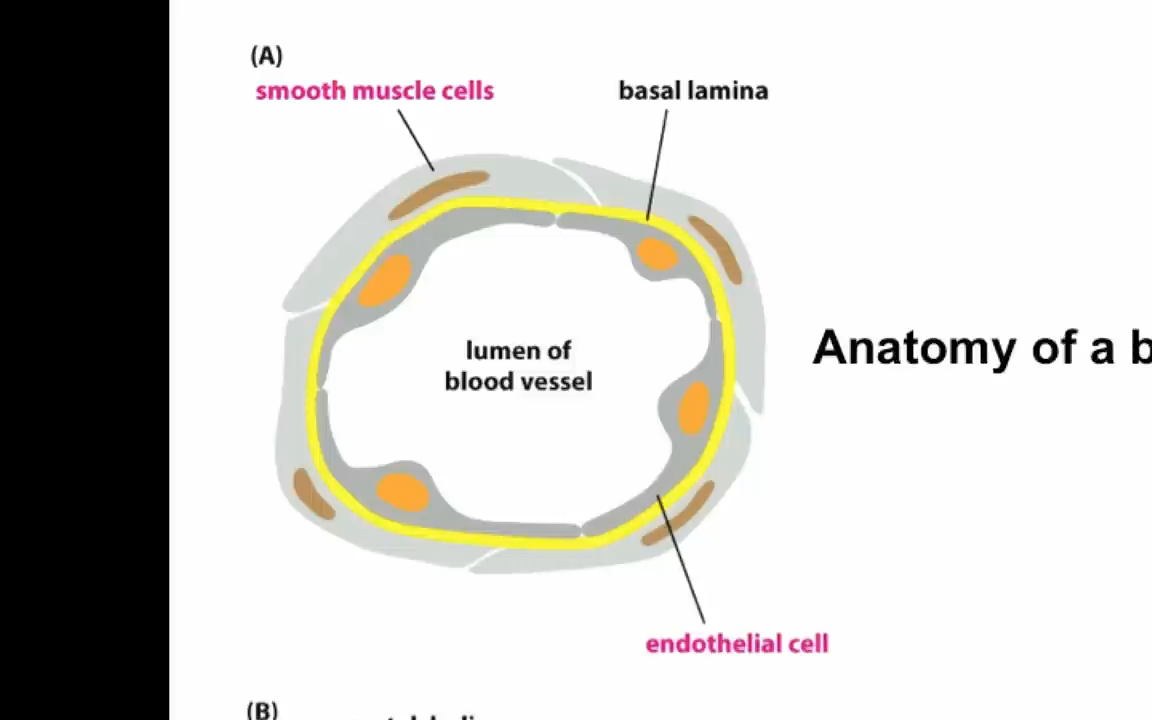 (A)
smooth muscle cells
basal lamina
lumen of
blood vessel
Anatomy of a b
endothelial cell
(B)